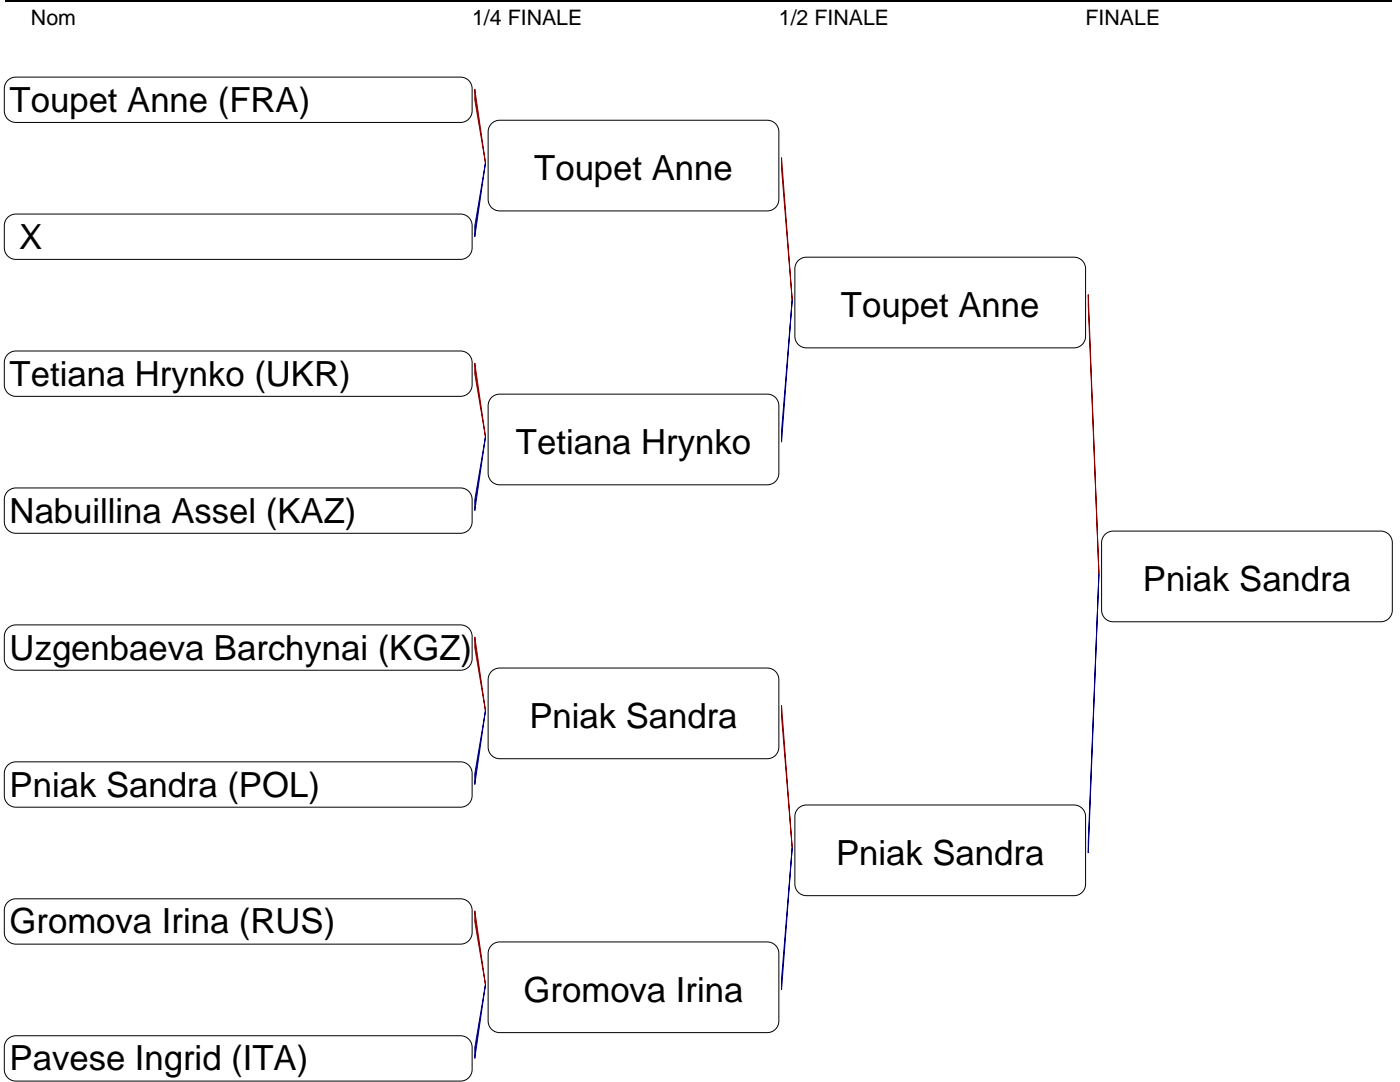 Nom 1/4 FINALE 1/2 FINALE FINALE
Toupet Anne (FRA)
Toupet Anne
X
Toupet Anne
Tetiana Hrynko (UKR)
Tetiana Hrynko
Nabuillina Assel (KAZ)
Pniak Sandra
Uzgenbaeva Barchynai (KGZ)
Pniak Sandra
Pniak Sandra (POL)
Pniak Sandra
Gromova Irina (RUS)
Gromova Irina
Pavese Ingrid (ITA)